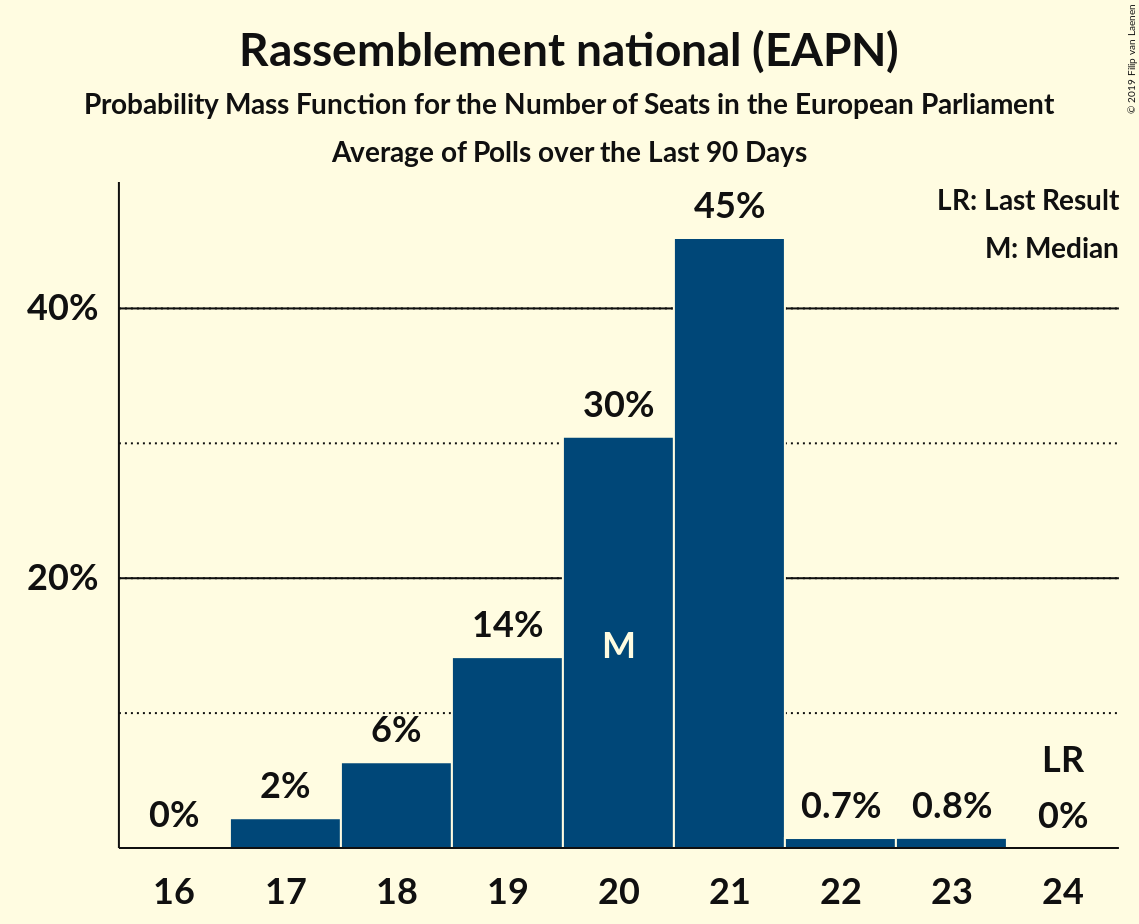 Rassemblement national (EAPN)
Probability Mass Function for the Number of Seats in the European Parliament
Average of Polls over the Last 90 Days
© 2019 Filip van Laenen
LR: Last Result
M: Median
45%
40%
30%
20%
14%
M
6%
2%
0%
0.7%
0.8%
LR
0%
16 17 18 19 20 21 22 23 24